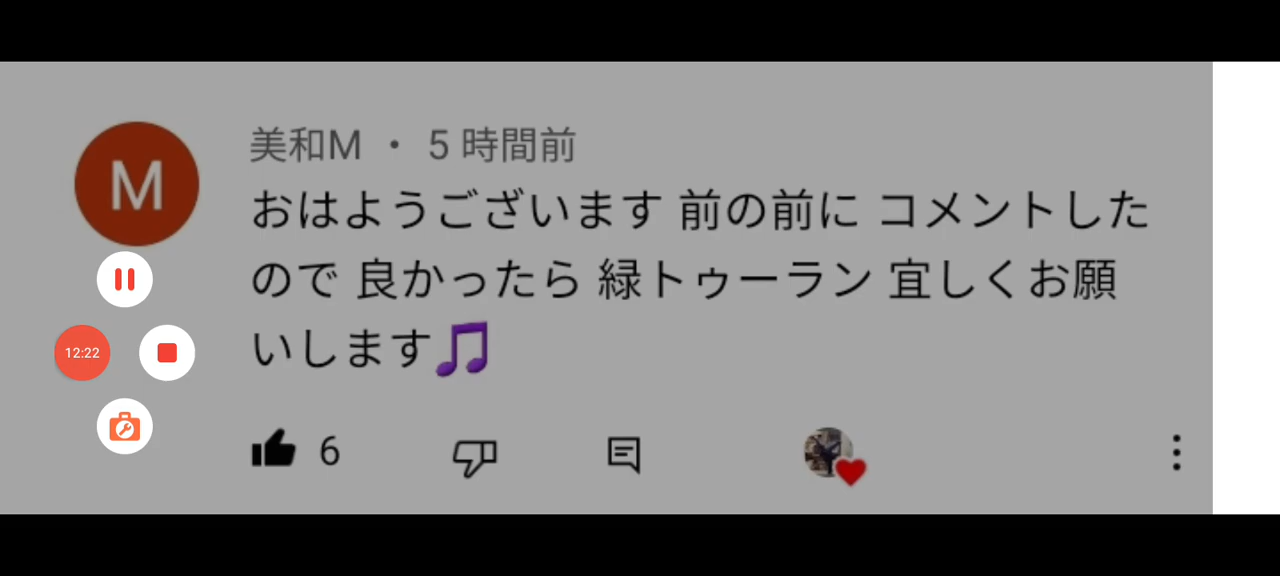 M
美和M ・ 5 時間前
おはようございます 前の前に コメントした
ので 良かったら 緑トゥーラン 宜しくお願
いします🎵
12:22
6